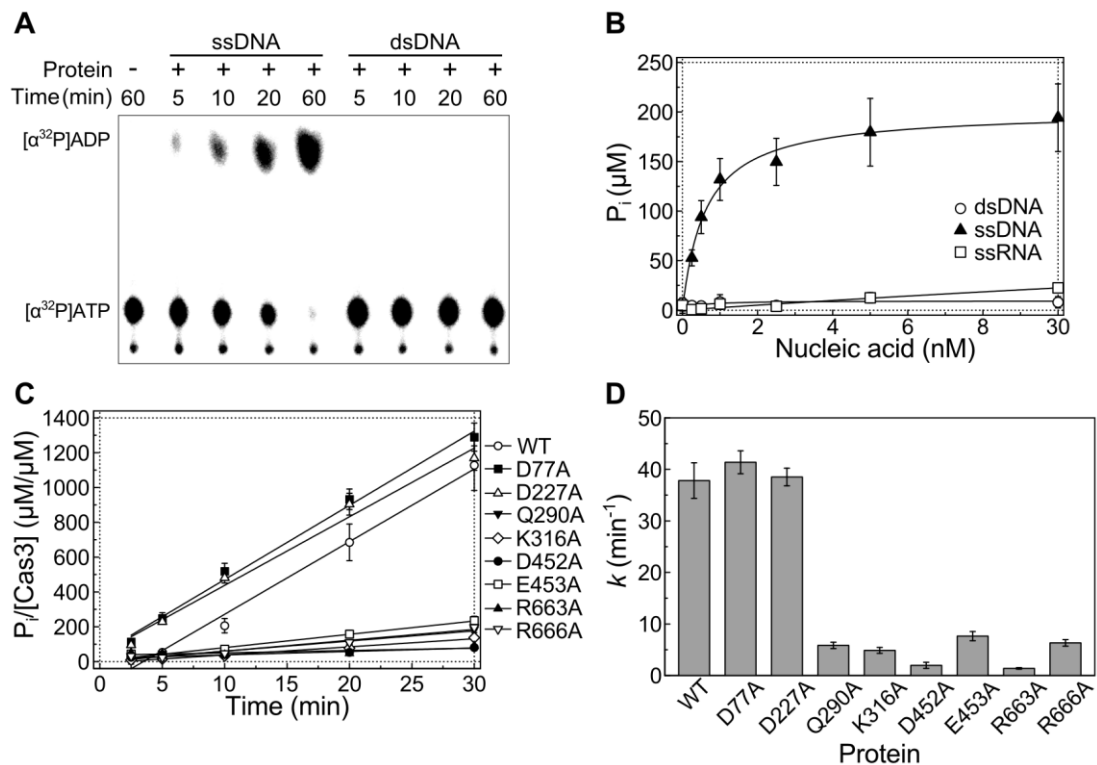 A
ssDNA dsDNA
Protein - + + + + + + + +
Time(min) 60 5 10 20 60 5 10 20 60
[α³²P]ADP
[α³²P]ATP
B
250
200
150
100
50
0
Pᵢ (µM)
dsDNA
ssDNA
ssRNA
0 2 4 6 8 30
Nucleic acid (nM)
C
1400
1200
1000
800
600
400
200
0
Pᵢ/[Cas3] (µM/µM)
0 5 10 15 20 25 30
Time (min)
WT
D77A
D227A
Q290A
K316A
D452A
E453A
R663A
R666A
D
50
40
30
20
10
0
k (min⁻¹)
WT D77A D227A Q290A K316A D452A E453A R663A R666A
Protein